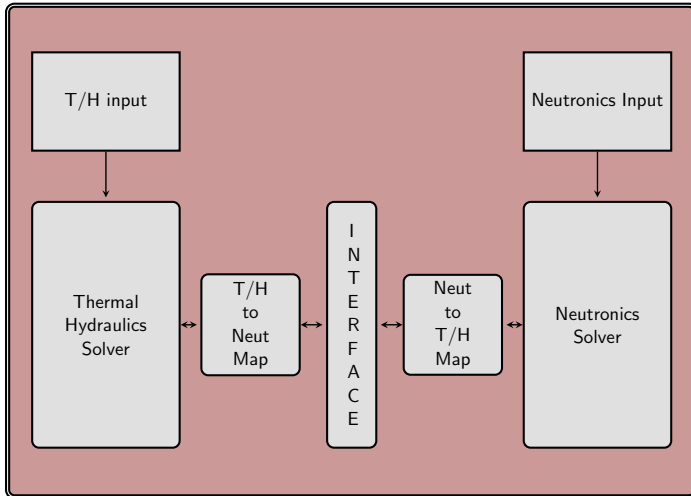 T/H input
Neutronics Input
Thermal
Hydraulics
Solver
T/H
to
Neut
Map
I
N
T
E
R
F
A
C
E
Neut
to
T/H
Map
Neutronics
Solver